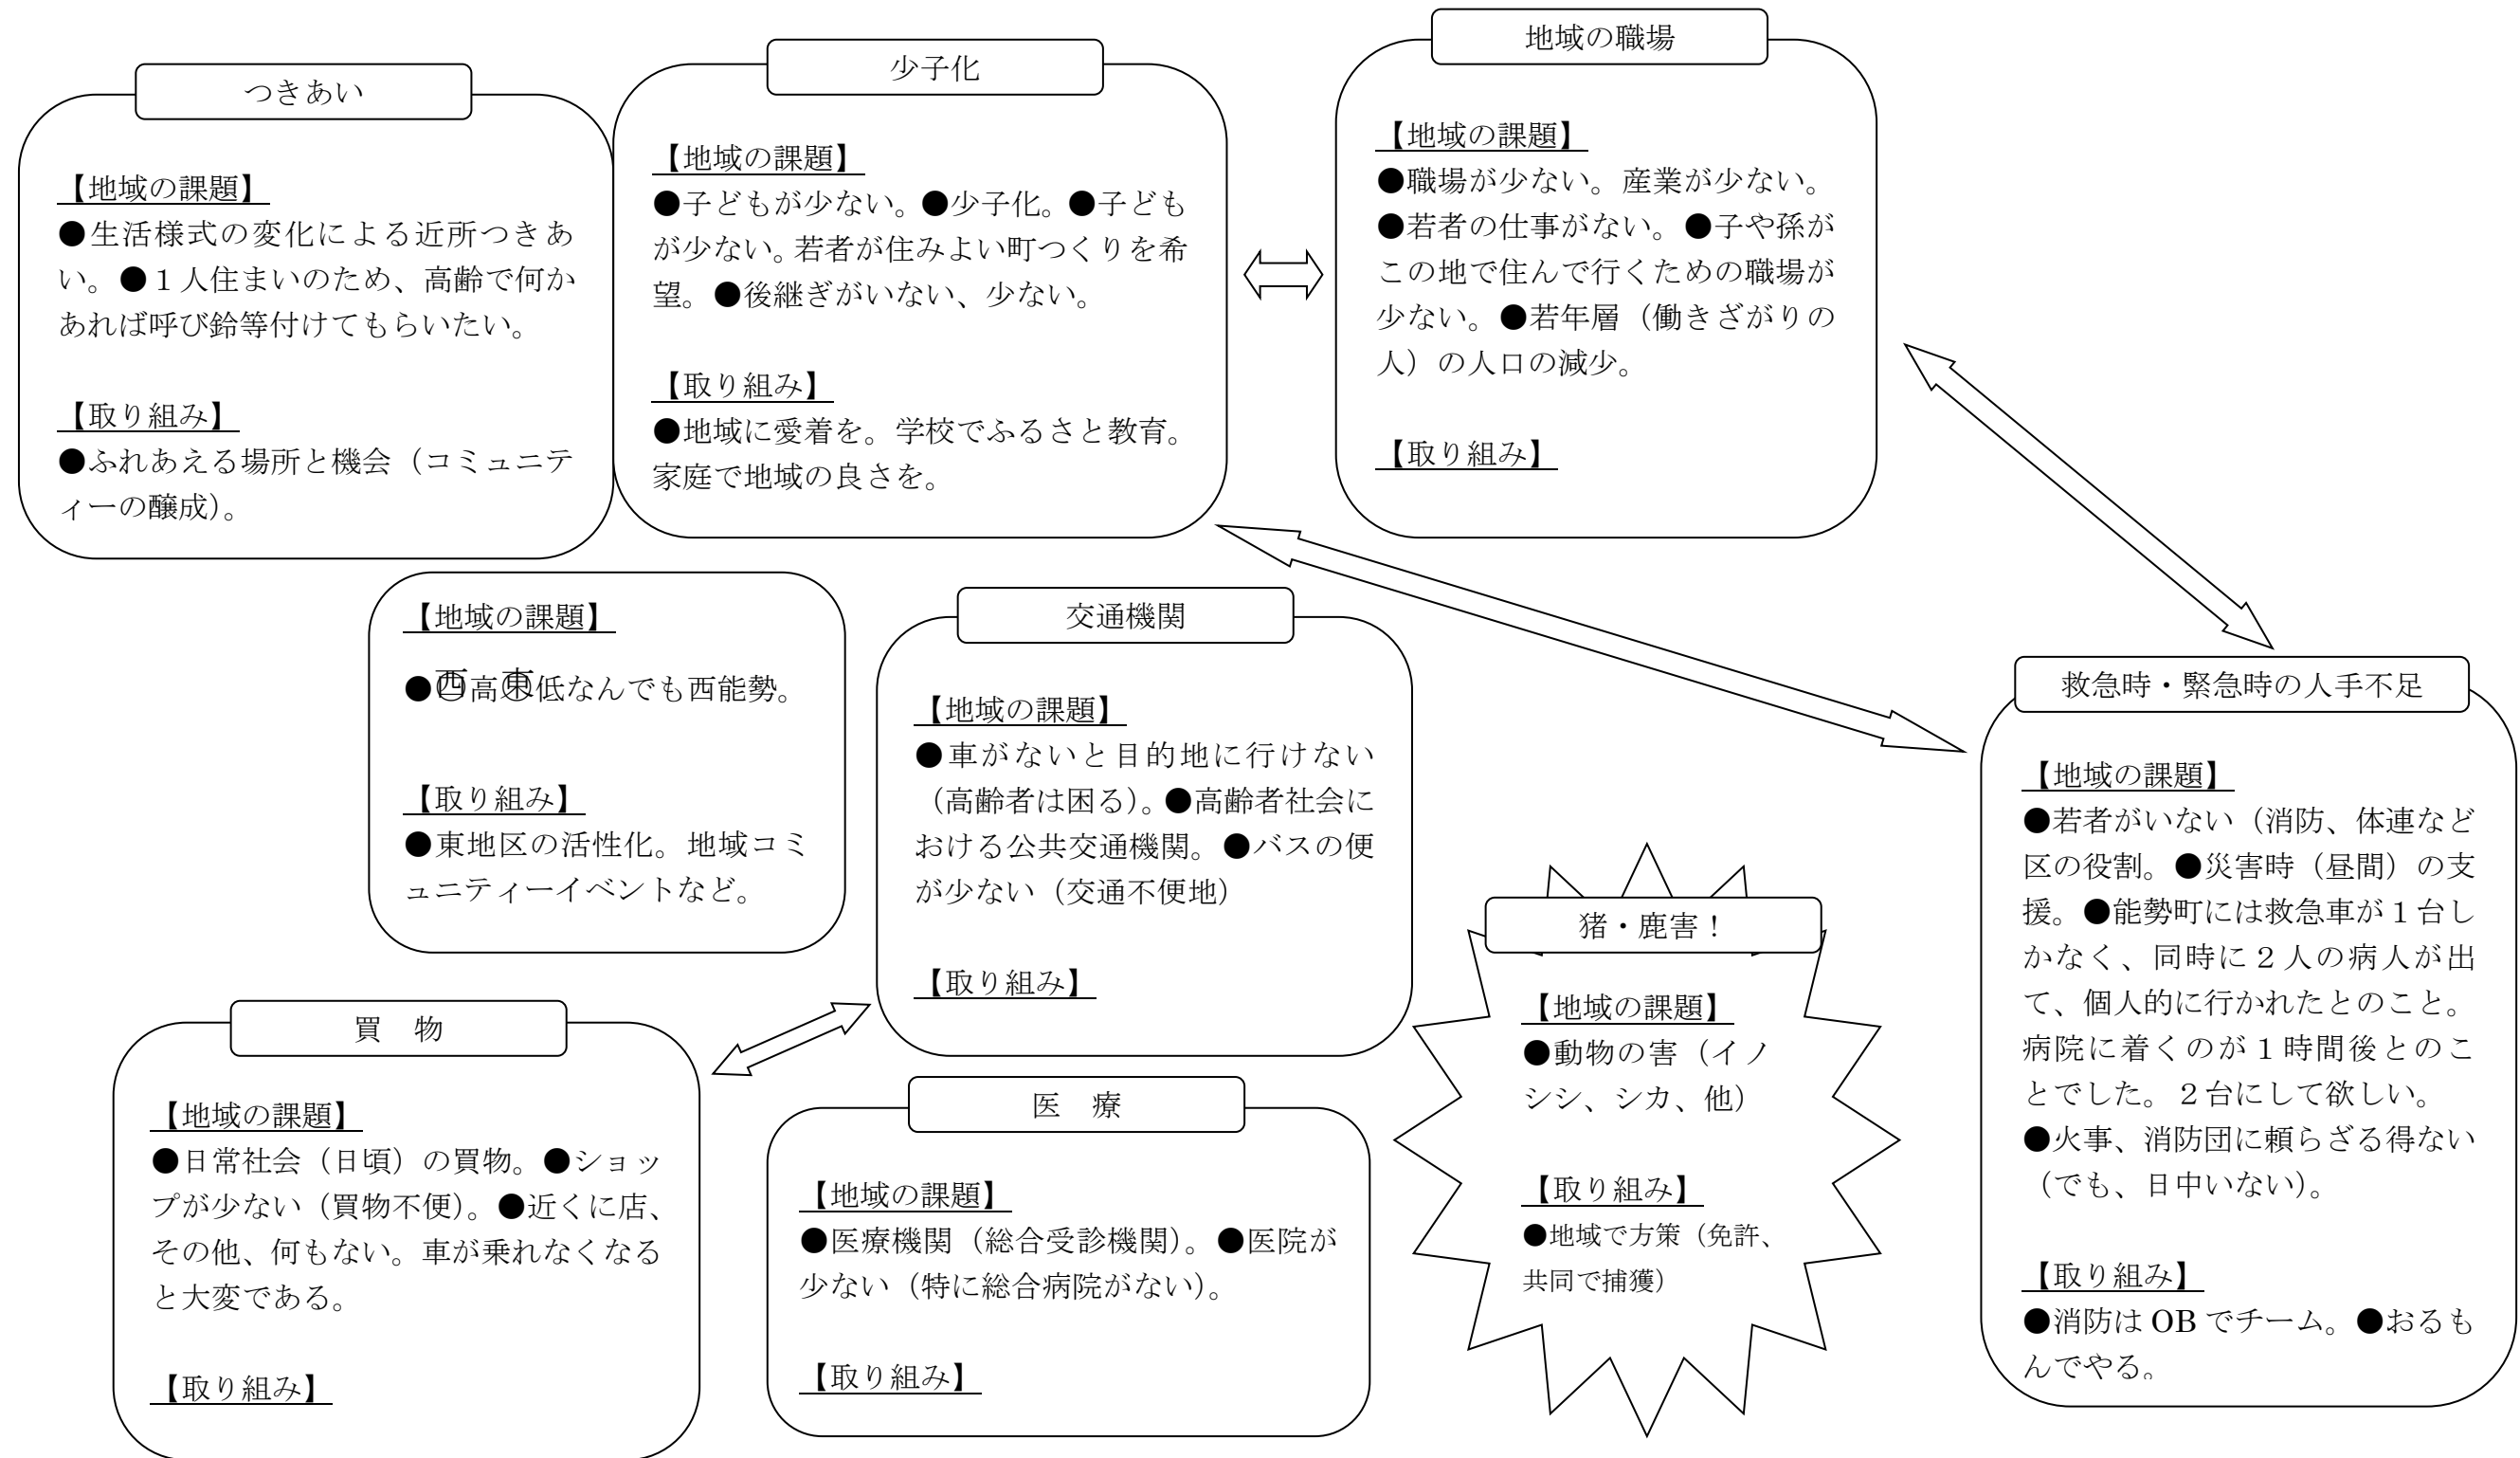 つきあい
【地域の課題】
●生活様式の変化による近所つきあ
い。●１人住まいのため、高齢で何か
あれば呼び鈴等付けてもらいたい。
【取り組み】
●ふれあえる場所と機会（コミュニテ
ィーの醸成）。
少子化
【地域の課題】
●子どもが少ない。●少子化。●子ども
が少ない。若者が住みよい町つくりを希
望。●後継ぎがいない、少ない。
【取り組み】
●地域に愛着を。学校でふるさと教育。
家庭で地域の良さを。
地域の職場
【地域の課題】
●職場が少ない。産業が少ない。
●若者の仕事がない。●子や孫が
この地で住んで行くための職場が
少ない。●若年層（働きざがりの
人）の人口の減少。
【取り組み】
【地域の課題】
●西高東低なんでも西能勢。
【取り組み】
●東地区の活性化。地域コミ
ュニティーイベントなど。
交通機関
【地域の課題】
●車がないと目的地に行けない
（高齢者は困る）。●高齢者社会に
おける公共交通機関。●バスの便
が少ない（交通不便地）
【取り組み】
救急時・緊急時の人手不足
【地域の課題】
●若者がいない（消防、体連など
区の役割。●災害時（昼間）の支
援。●能勢町には救急車が１台し
かなく、同時に２人の病人が出
て、個人的に行かれたとのこと。
病院に着くのが１時間後とのこ
とでした。２台にして欲しい。
●火事、消防団に頼らざる得ない
（でも、日中いない）。
【取り組み】
●消防は OB でチーム。●おるも
んでやる。
買　物
【地域の課題】
●日常社会（日頃）の買物。●ショッ
プが少ない（買物不便）。●近くに店、
その他、何もない。車が乗れなくなる
と大変である。
【取り組み】
医　療
【地域の課題】
●医療機関（総合受診機関）。●医院が
少ない（特に総合病院がない）。
【取り組み】
猪・鹿害！
【地域の課題】
●動物の害（イノ
シシ、シカ、他）
【取り組み】
●地域で方策（免許、
共同で捕獲）